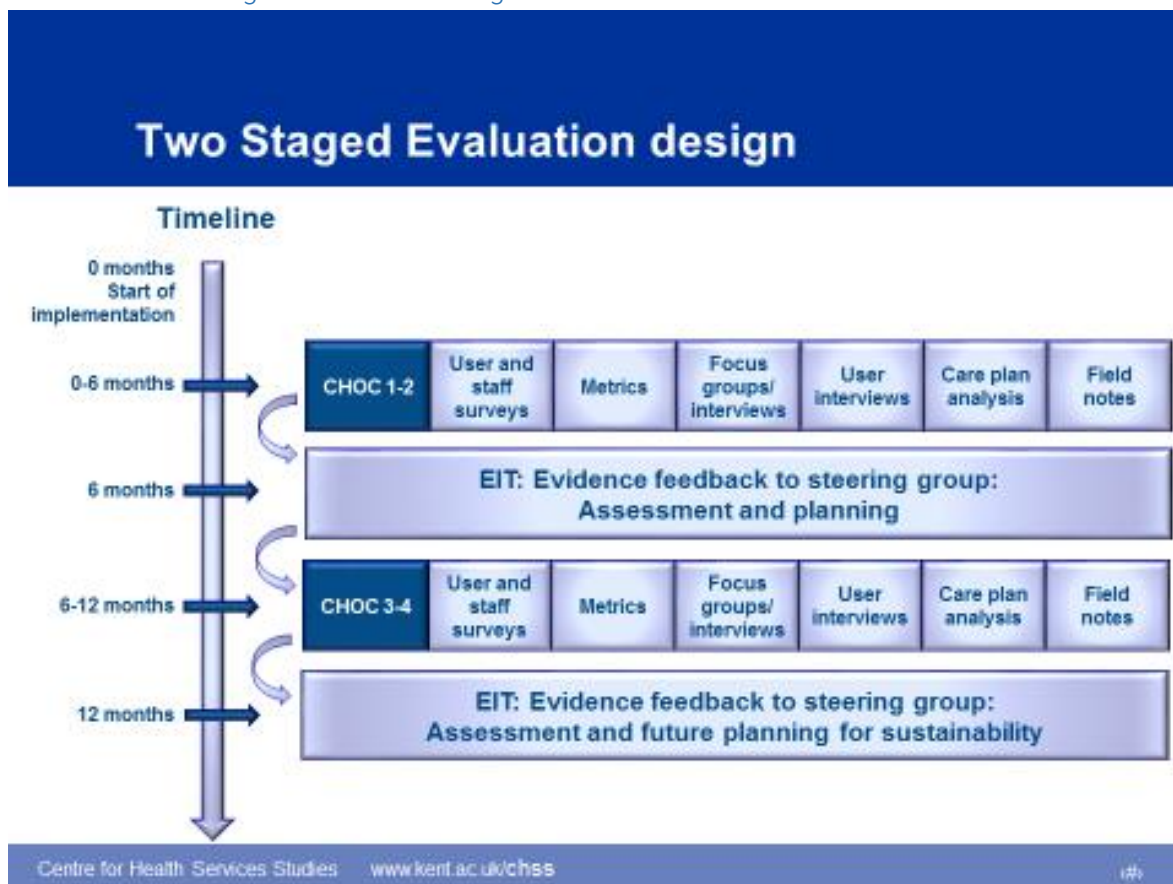 Two Staged Evaluation design
Timeline
0 months
Start of
implementation
0-6 months
CHOC 1-2
User and
staff
surveys
Metrics
Focus
groups/
interviews
User
interviews
Care plan
analysis
Field
notes
6 months
EIT: Evidence feedback to steering group:
Assessment and planning
6-12 months
CHOC 3-4
User and
staff
surveys
Metrics
Focus
groups/
interviews
User
interviews
Care plan
analysis
Field
notes
12 months
EIT: Evidence feedback to steering group:
Assessment and future planning for sustainability
Centre for Health Services Studies www.kent.ac.uk/chss
‹#›